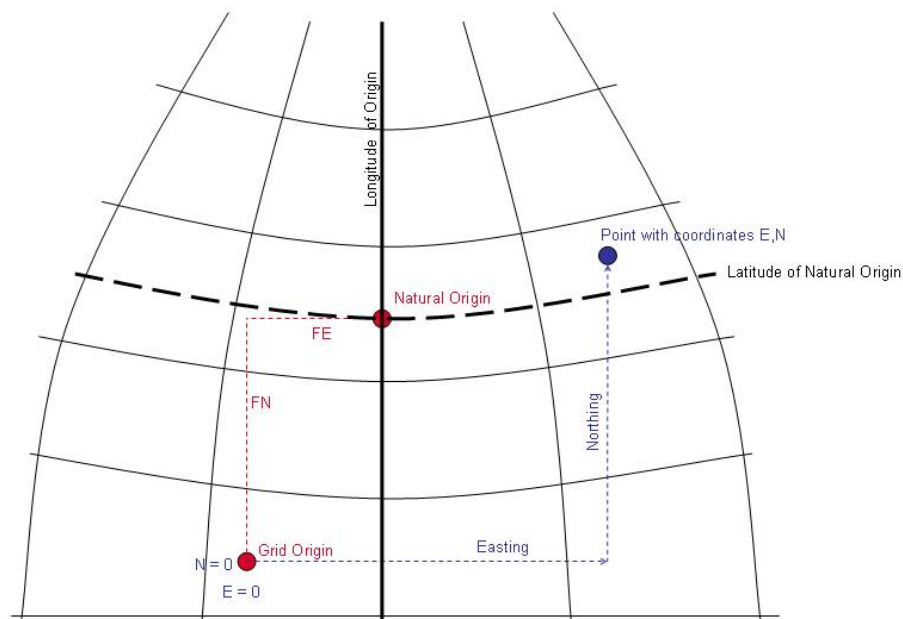 Longitude of Origin
Point with coordinates E,N
Latitude of Natural Origin
Natural Origin
FE
FN
Northing
Grid Origin
Easting
N = 0
E = 0